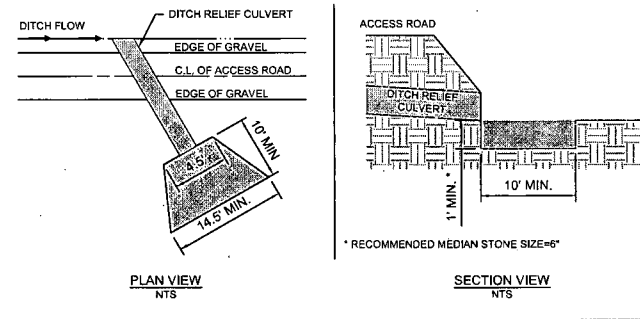 DITCH RELIEF CULVERT
DITCH FLOW
EDGE OF GRAVEL
C.L. OF ACCESS ROAD
EDGE OF GRAVEL
10' MIN
14.5' MIN.
PLAN VIEW
NTS
ACCESS ROAD
DITCH RELIEF
CULVERT
1' MIN. *
10' MIN.
* RECOMMENDED MEDIAN STONE SIZE=6"
SECTION VIEW
NTS